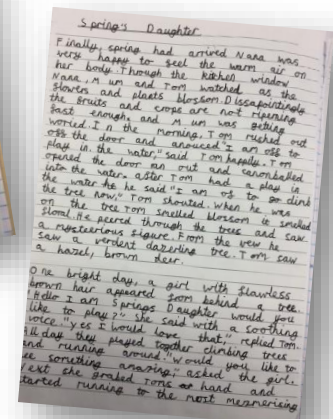 Spring's Daughter
Finally, spring had arrived Nana was
very happy to feel the warm air on
her body. Through the kitchen window
Nana, Mum and Tom watched as the
flowers and plants blossom. Dissapointingly
the fruits and crops are not ripening
fast enough, and Mum was getting
woried. In the morning, Tom rushed out
off the door and anouced "I am off to
play in the water," said Tom happily. Tom
opened the door ran out and canonballed
into the water. after Tom had a play in
the water he he said "I am of to climb
the tree now," Tom shouted. When he was
on the tree Tom smelled blossom it smelled
floral. He peered through the trees and saw
a mysteerious figure. From the vew he
saw a verdent dazerling tree. Tom saw
a hazel, brown deer.
One bright day, a girl with flawless
brown hair appeared from behind a tree.
"Hello I am Springs Daughter would you
like to play?" She said with a soothing
voice. "yes I would love that," replied Tom.
All day they played together climbing trees
and running around. "Would you like to
see sorything amazing," asked the girl.
Next she grabed Toms hand and
started running to the most mezmerising